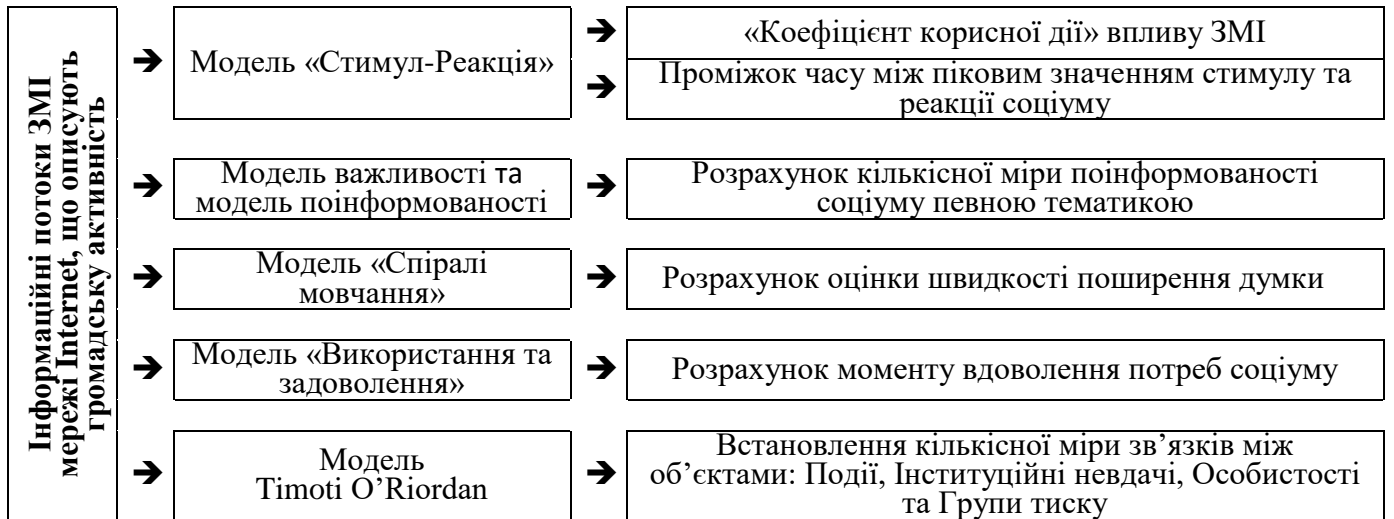 Інформаційні потоки ЗМІ
мережі Internet, що описують
громадську активність
➔
Модель «Стимул-Реакція»
➔
«Коефіцієнт корисної дії» впливу ЗМІ
➔
Проміжок часу між піковим значенням стимулу та
реакції соціуму
➔
Модель важливості та
модель поінформованості
➔
Розрахунок кількісної міри поінформованості
соціуму певною тематикою
➔
Модель «Спіралі
мовчання»
➔
Розрахунок оцінки швидкості поширення думки
➔
Модель «Використання та
задоволення»
➔
Розрахунок моменту вдоволення потреб соціуму
➔
Модель
Timoti O’Riordan
➔
Встановлення кількісної міри зв’язків між
об’єктами: Події, Інституційні невдачі, Особистості
та Групи тиску